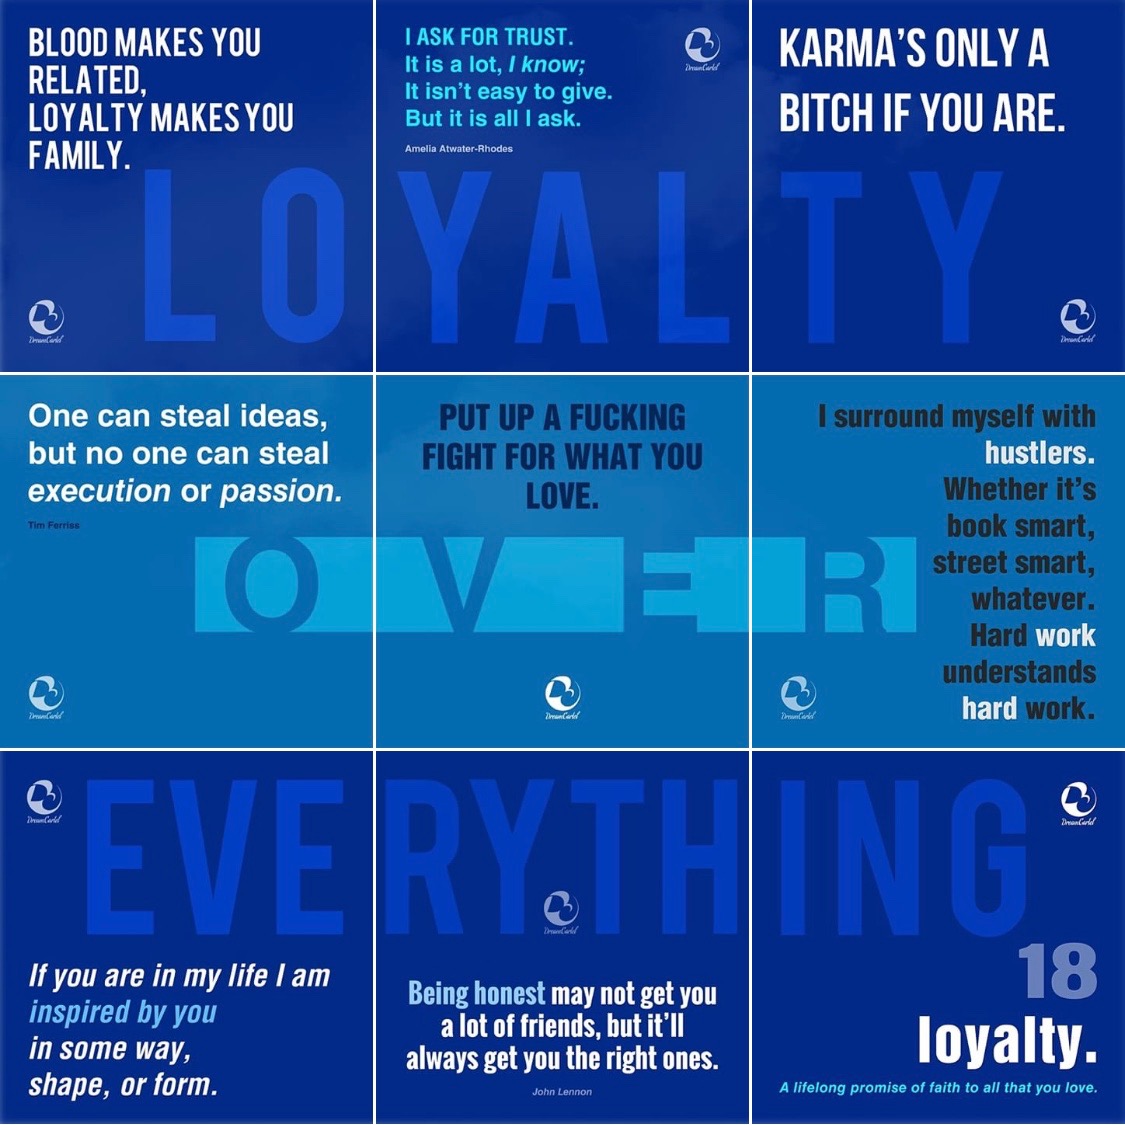 BLOOD MAKES YOU
RELATED,
LOYALTY MAKES YOU
FAMILY.
DreamCartel
I ASK FOR TRUST.
It is a lot, I know;
It isn't easy to give.
But it is all I ask.
Amelia Atwater-Rhodes
DreamCartel
KARMA'S ONLY A
BITCH IF YOU ARE.
DreamCartel
LOYALTY
One can steal ideas,
but no one can steal
execution or passion.
Tim Ferriss
DreamCartel
PUT UP A FUCKING
FIGHT FOR WHAT YOU
LOVE.
DreamCartel
I surround myself with
hustlers.
Whether it's
book smart,
street smart,
whatever.
Hard work
understands
hard work.
DreamCartel
OVER
EVERYTHING
DreamCartel
If you are in my life I am
inspired by you
in some way,
shape, or form.
DreamCartel
Being honest may not get you
a lot of friends, but it'll
always get you the right ones.
John Lennon
DreamCartel
18
loyalty.
A lifelong promise of faith to all that you love.